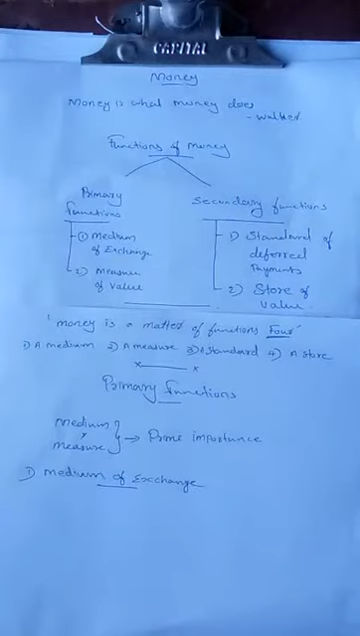 CAPITAL
Money
Money is what money does
- Walker
Functions of money
Primary
functions
① Medium
of Exchange
2) Measure
of Value
Secondary functions
1) Standard of
deferred
Payments
2) Store of
Value
'Money is a matter of functions Four'
1) A medium 2) A measure 3) A standard 4) A store
Primary Functions
Medium
measure
→ Prime importance
1) Medium of Exchange